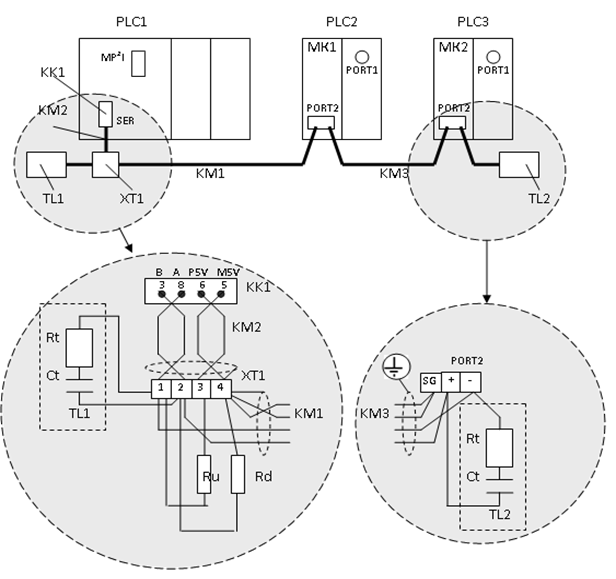 PLC1 PLC2 PLC3
MP²I MK1 MK2
KK1 PORT1 PORT1
KM2 SER PORT2 PORT2
TL1 XT1 KM1 KM3 TL2
B A P5V M5V
3 8 6 5 KK1
KM2
Rt XT1 PORT2
Ct 1 2 3 4 SG + -
TL1 KM1 KM3
Rt
Ru Rd Ct
TL2